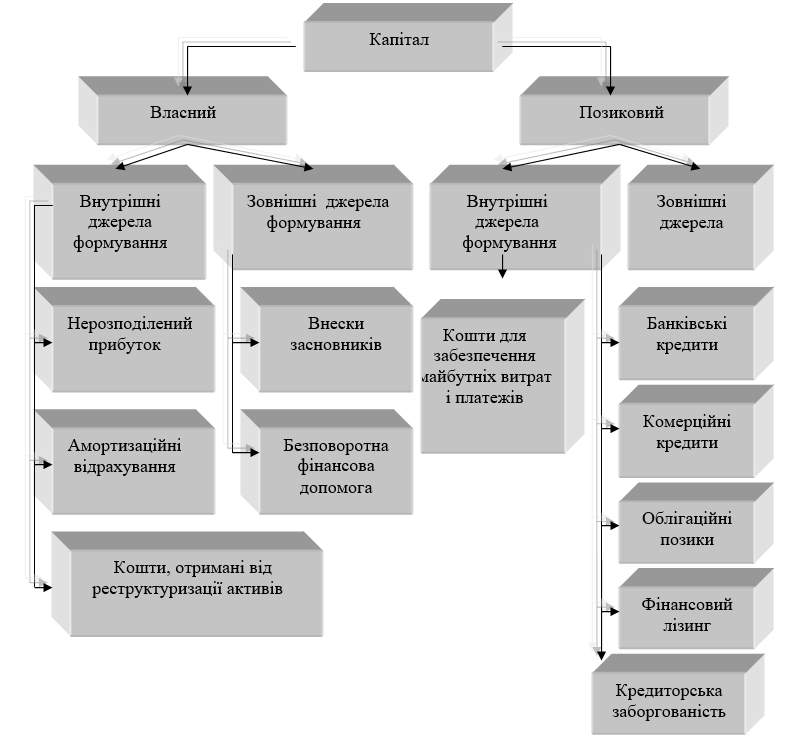 Капітал
Власний
Позиковий
Внутрішні
джерела
формування
Зовнішні джерела
формування
Внутрішні
джерела
формування
Зовнішні
джерела
Нерозподілений
прибуток
Внески
засновників
Кошти для
забезпечення
майбутніх витрат
і платежів
Банківські
кредити
Амортизаційні
відрахування
Безповоротна
фінансова
допомога
Комерційні
кредити
Облігаційні
позики
Кошти, отримані від
реструктуризації активів
Фінансовий
лізинг
Кредиторська
заборгованість